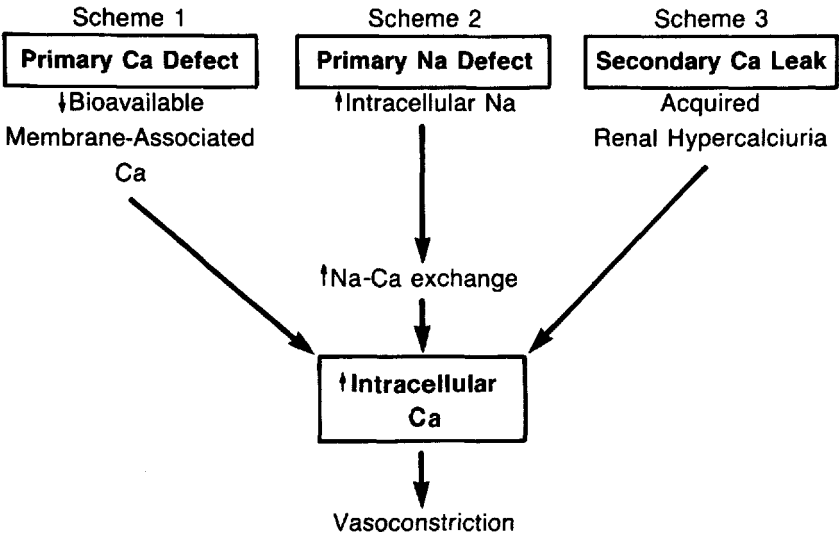 Scheme 1
Scheme 2
Scheme 3
Primary Ca Defect
Primary Na Defect
Secondary Ca Leak
↓Bioavailable
Membrane-Associated
Ca
↑Intracellular Na
Acquired
Renal Hypercalciuria
↑Na-Ca exchange
↑Intracellular
Ca
Vasoconstriction